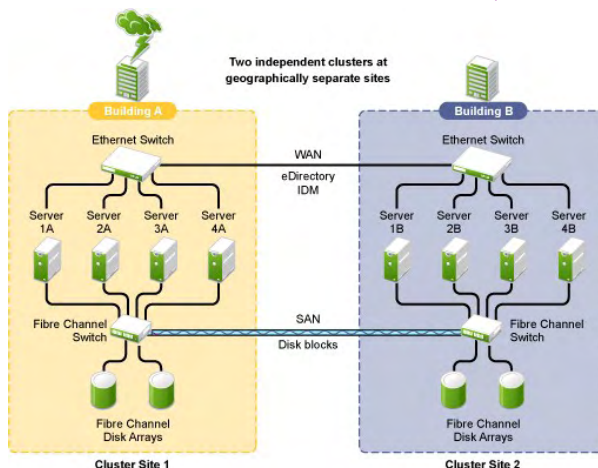 Two independent clusters at
geographically separate sites
Building A
Building B
Ethernet Switch
Ethernet Switch
WAN
eDirectory
IDM
Server
1A
Server
2A
Server
3A
Server
4A
Server
1B
Server
2B
Server
3B
Server
4B
Fibre Channel
Switch
SAN
Disk blocks
Fibre Channel
Switch
Fibre Channel
Disk Arrays
Fibre Channel
Disk Arrays
Cluster Site 1
Cluster Site 2